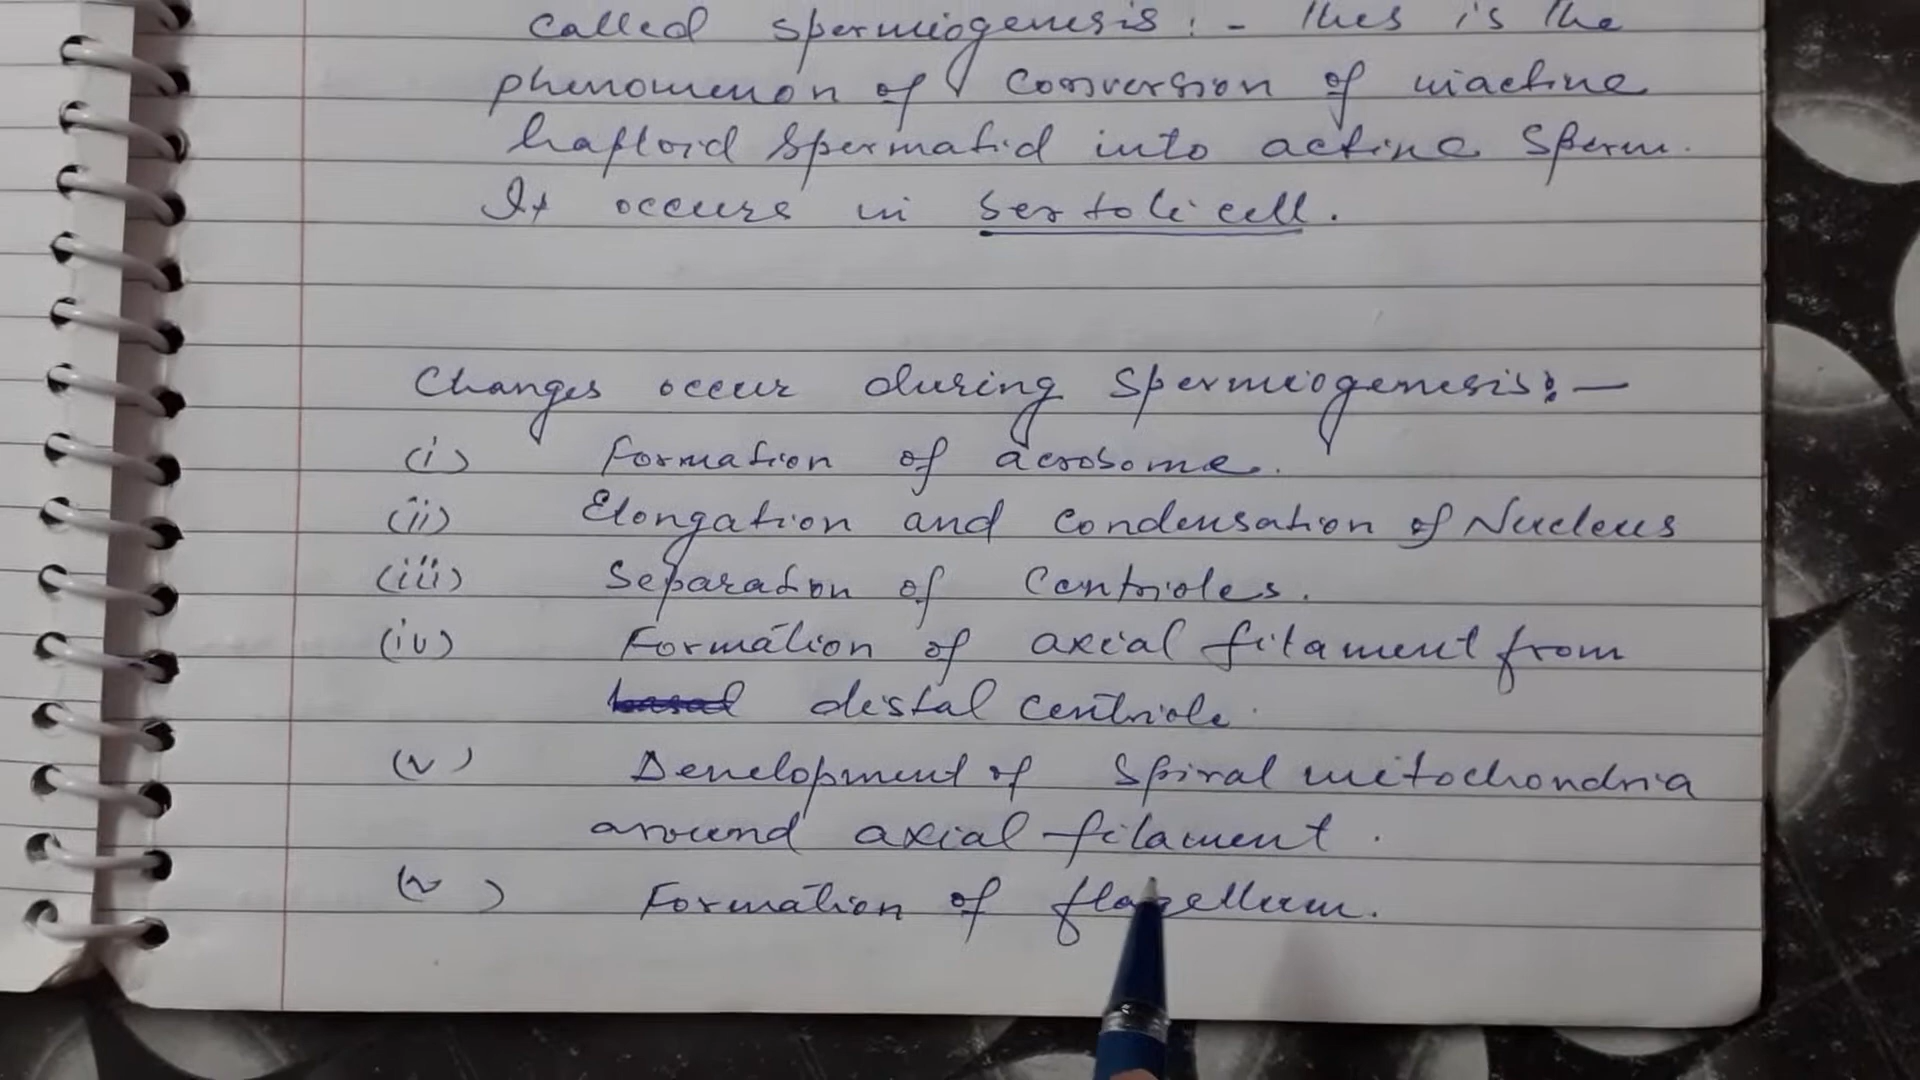 called spermiogenesis :- This is the
phenomenon of conversion of inactive
haploid spermatid into active sperm.
It occurs in Sertoli cell.
Changes occur during spermiogenesis:-
(i) Formation of acrosome.
(ii) Elongation and condensation of Nucleus
(iii) Separation of Centrioles.
(iv) Formation of axial filament from
basal distal centriole.
(v) Development of spiral mitochondria
around axial filament.
(v ) Formation of flagellum.